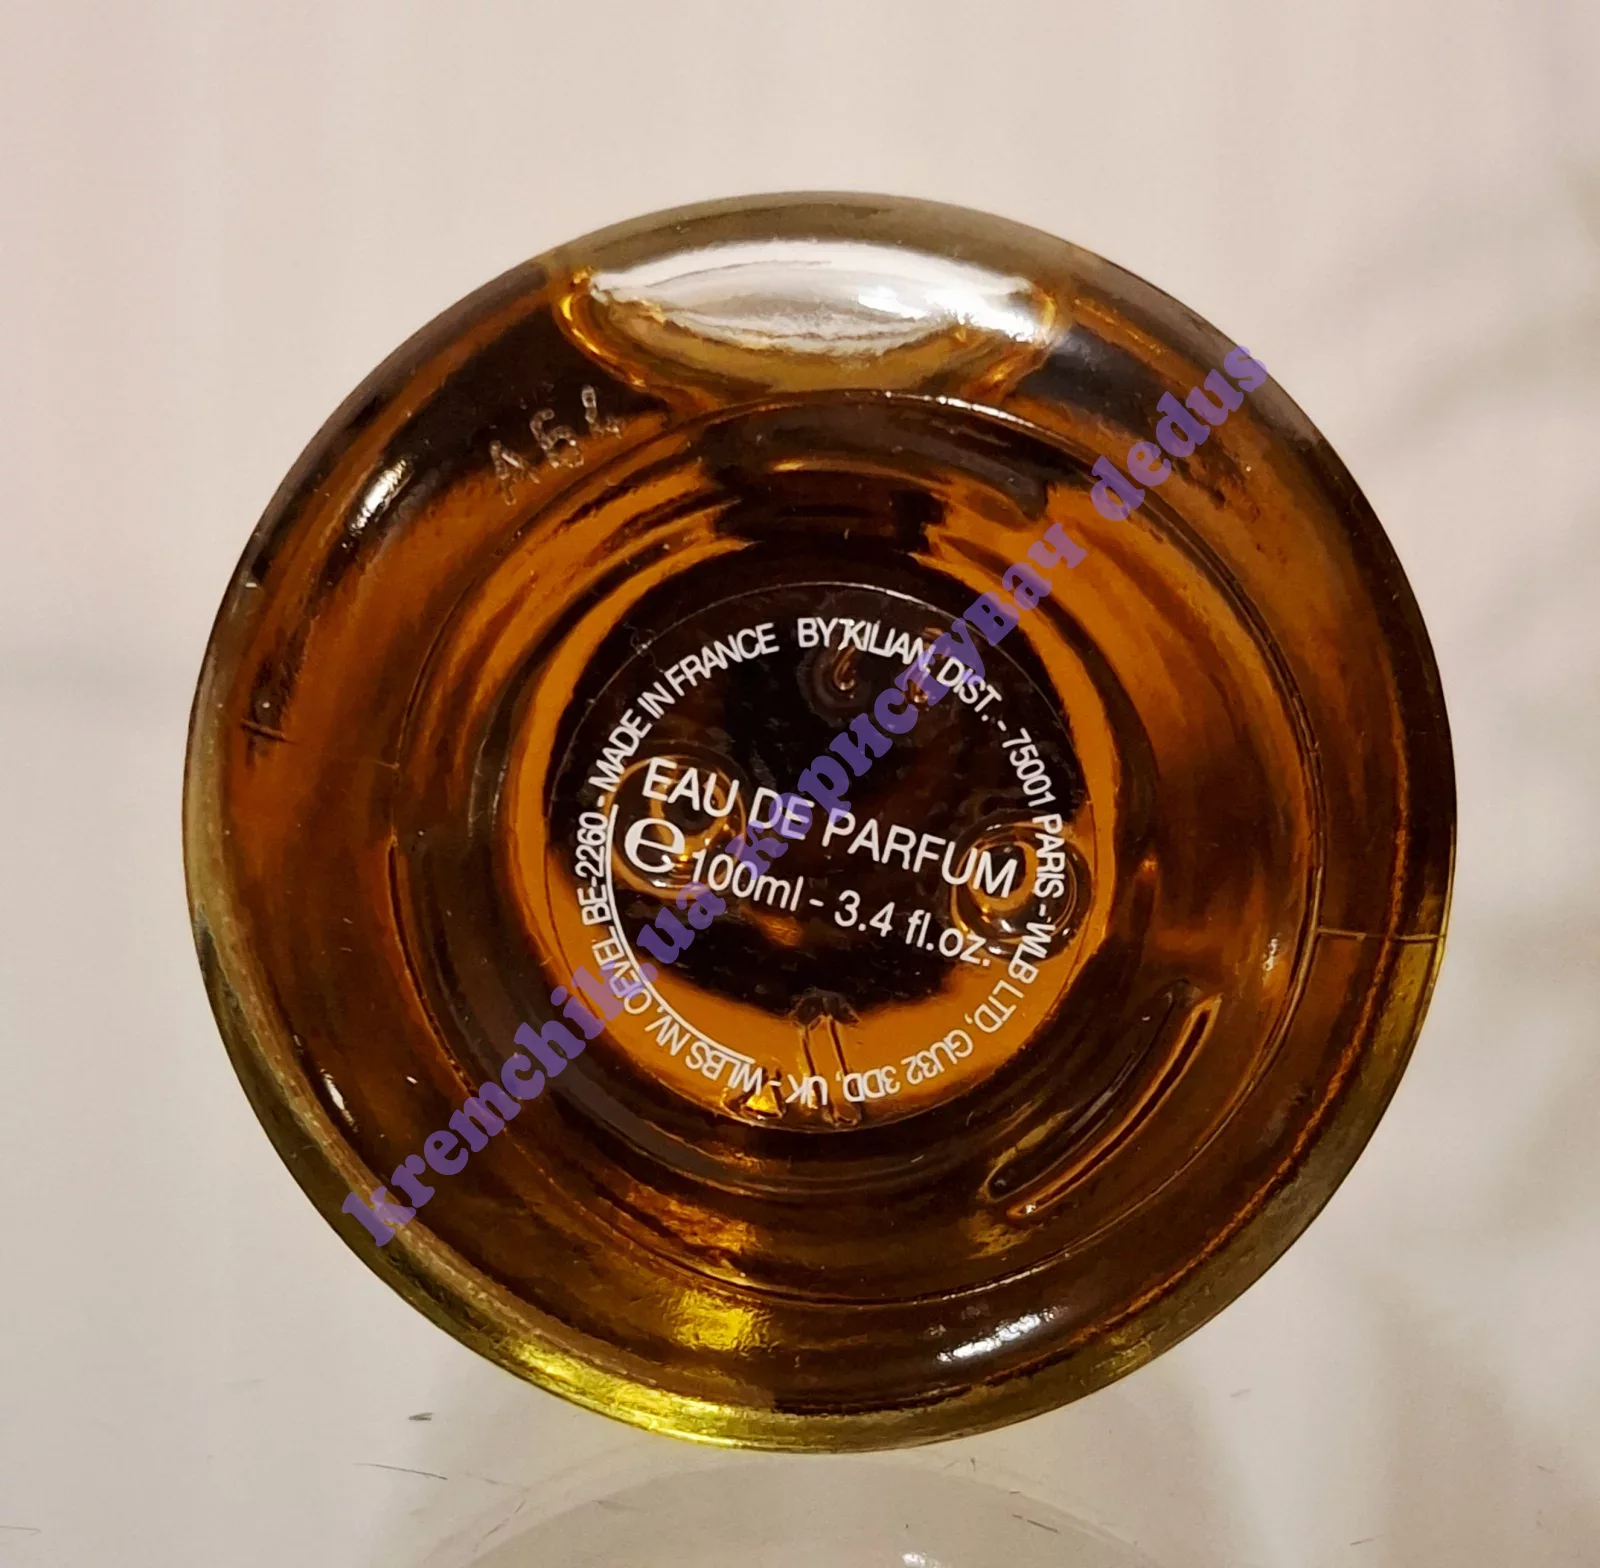 A64
BY KILIAN, DIST. - 75001 PARIS - WLB LTD, GU32 3DD, UK - WLBS NV, OEVEL BE-2260 - MADE IN FRANCE
EAU DE PARFUM
e 100ml - 3.4 fl.oz.
kremchik.ua користувач dedus